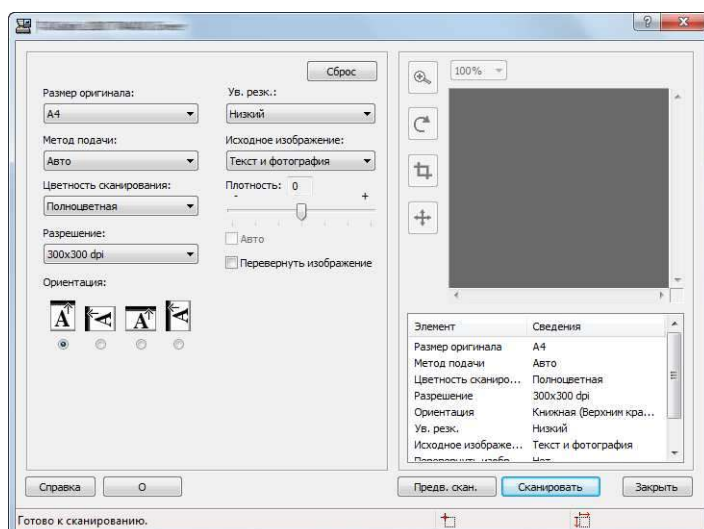 Сброс
Размер оригинала:
A4
Метод подачи:
Авто
Цветность сканирования:
Полноцветная
Разрешение:
300x300 dpi
Ориентация:
A A A A
Ув. резк.:
Низкий
Исходное изображение:
Текст и фотография
Плотность: 0
- +
Авто
Перевернуть изображение
100%
Элемент Сведения
Размер оригинала A4
Метод подачи Авто
Цветность сканиро... Полноцветная
Разрешение 300x300 dpi
Ориентация Книжная (Верхним кра...
Ув. резк. Низкий
Исходное изображе... Текст и фотография
Перевернуть изобр... Нет
Справка О Предв. скан. Сканировать Закрыть
Готово к сканированию.